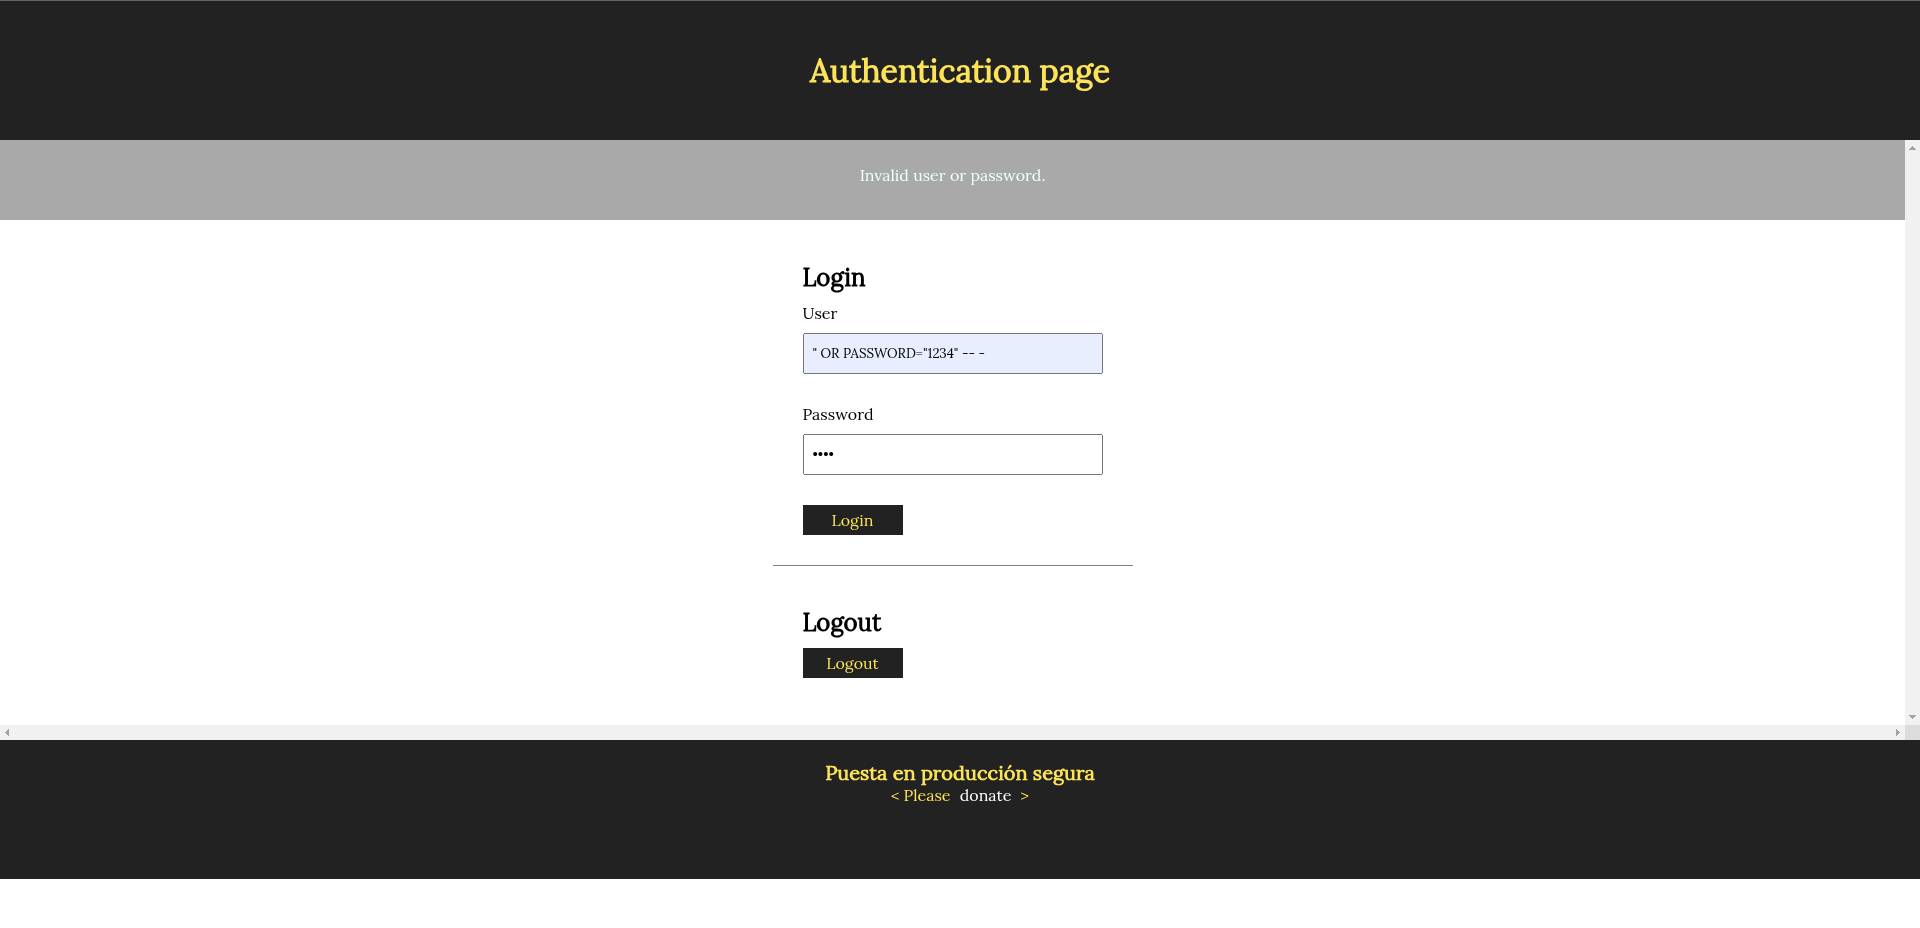 Authentication page
Invalid user or password.
Login
User
" OR PASSWORD="1234" -- -
Password
••••
Login
Logout
Logout
Puesta en producción segura
< Please donate >